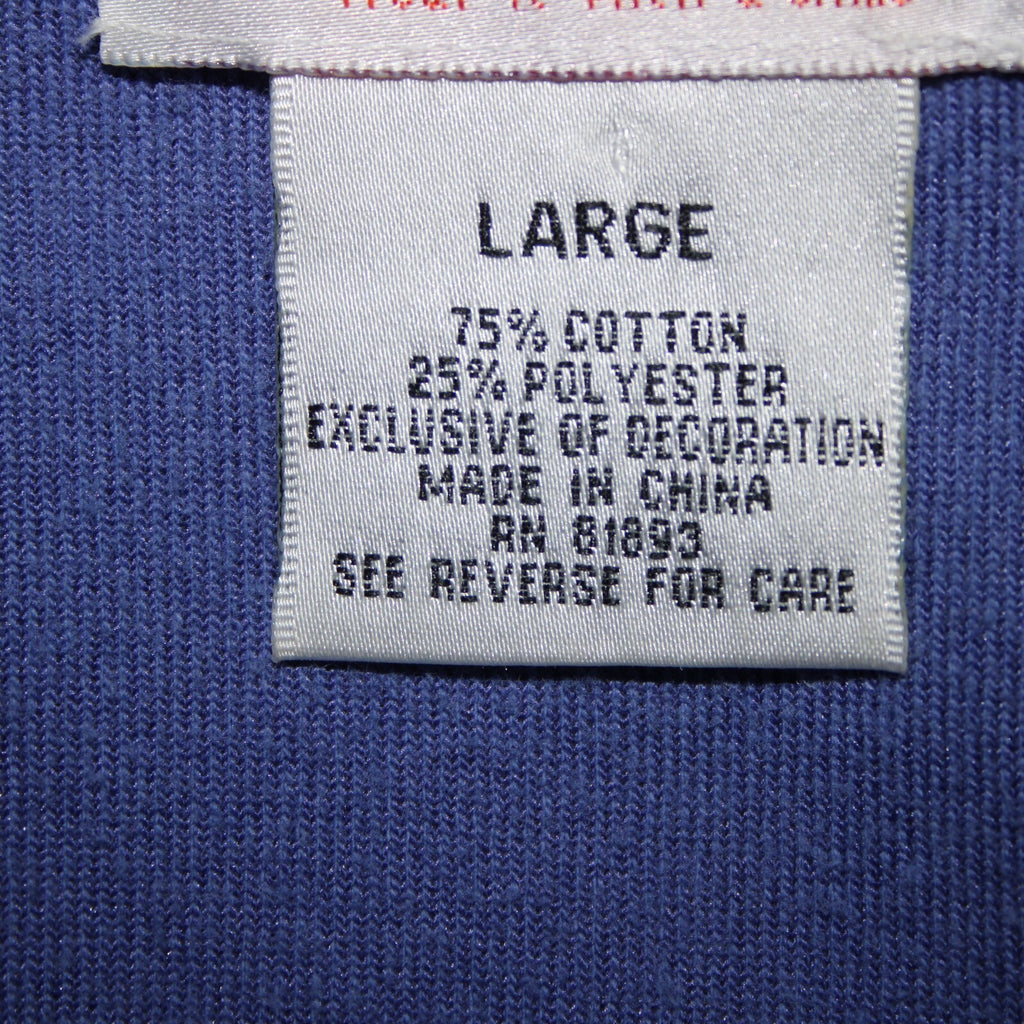 LARGE
75% COTTON
25% POLYESTER
EXCLUSIVE OF DECORATION
MADE IN CHINA
RN 81893
SEE REVERSE FOR CARE